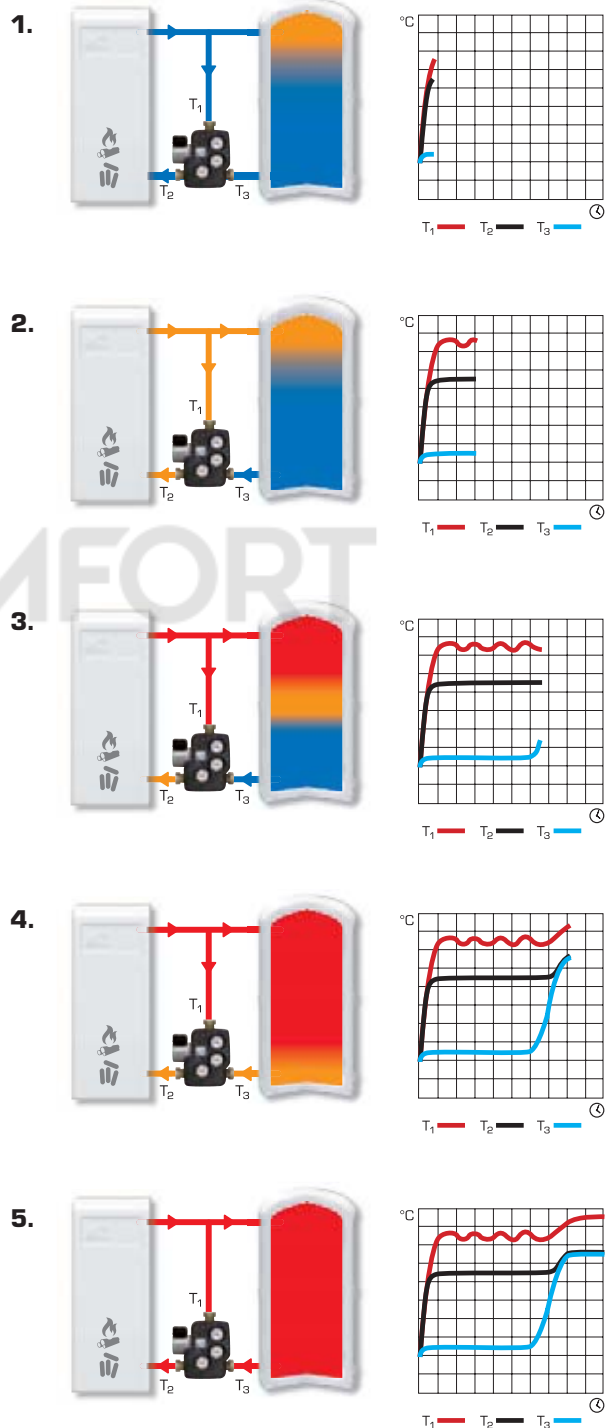 1.
°C
T₁
T₂ T₃
T₁ T₂ T₃
2.
°C
T₁
T₂ T₃
T₁ T₂ T₃
MFORT
3.
°C
T₁
T₂ T₃
T₁ T₂ T₃
4.
°C
T₁
T₂ T₃
T₁ T₂ T₃
5.
°C
T₁
T₂ T₃
T₁ T₂ T₃